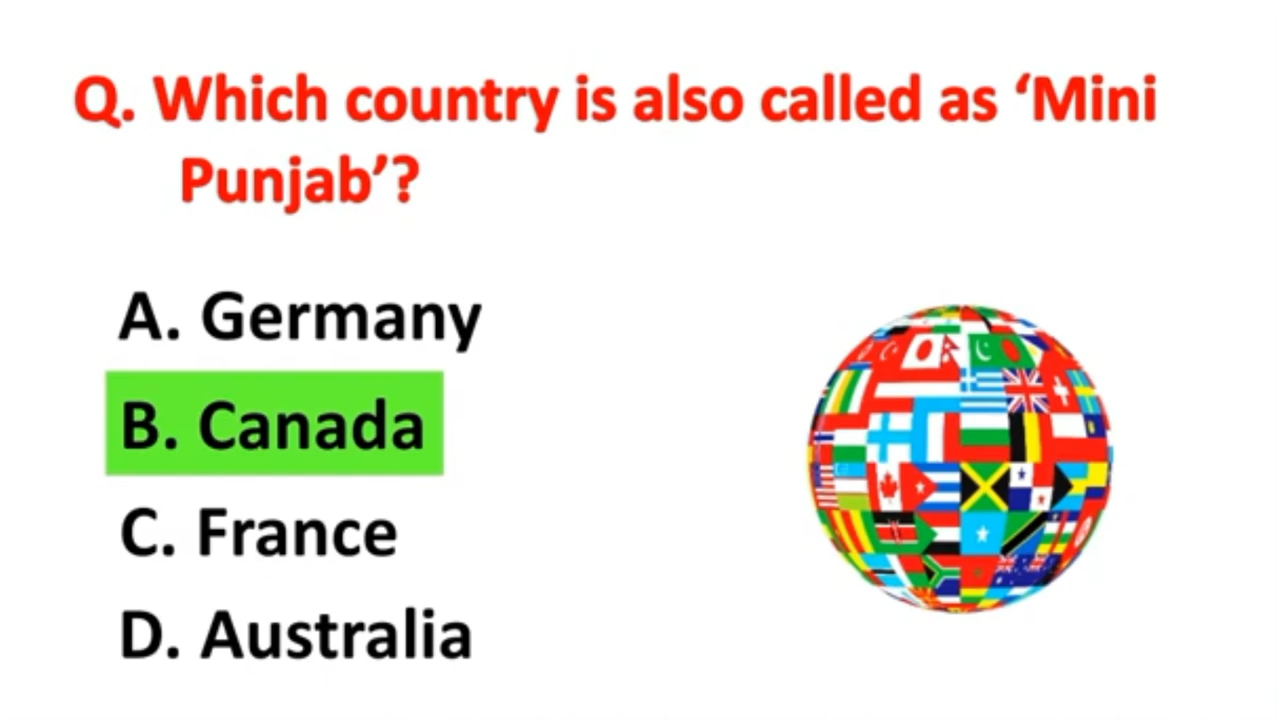 Q. Which country is also called as ‘Mini
Punjab’?
A. Germany
B. Canada
C. France
D. Australia